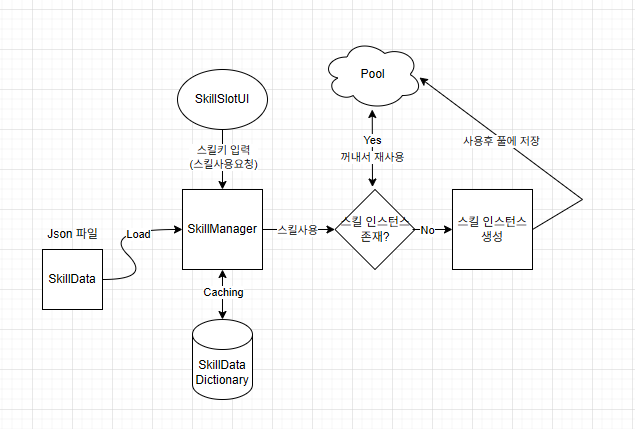 Pool
SkillSlotUI
스킬키 입력
(스킬사용요청)
Yes
꺼내서 재사용
사용후 풀에 저장
Json 파일
Load
SkillManager
스킬사용
스킬 인스턴스
존재?
No
스킬 인스턴스
생성
SkillData
Caching
SkillData
Dictionary